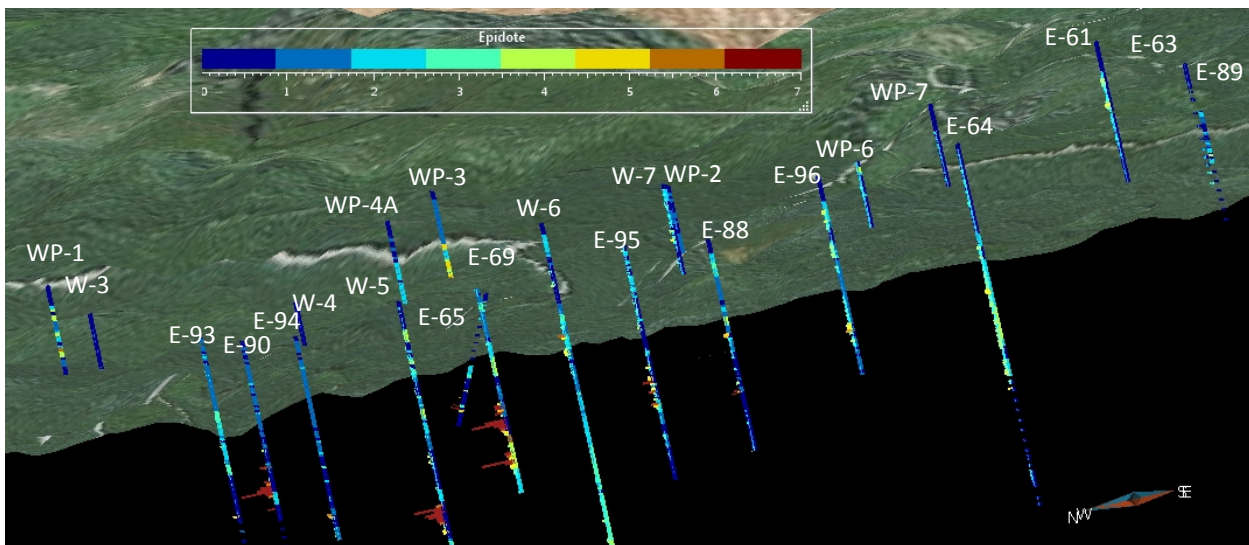 Epidote
0 1 2 3 4 5 6 7
E-61
E-63
E-89
WP-7
E-64
WP-6
E-96
W-7
WP-2
E-88
E-95
W-6
WP-3
WP-4A
E-69
W-5
E-65
WP-1
W-3
W-4
E-94
E-93
E-90
NW
SE